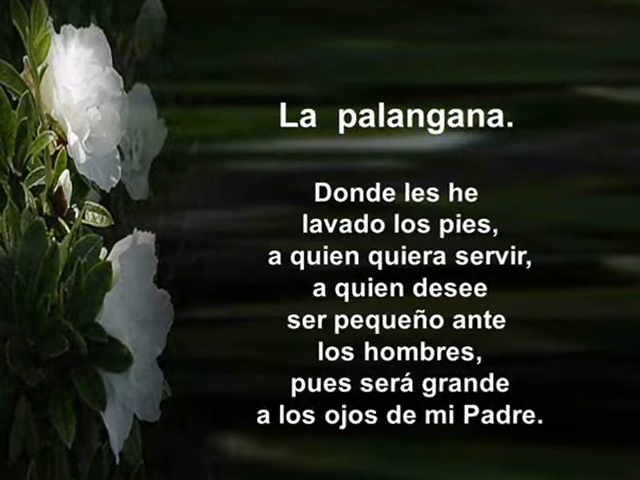 La palangana.
Donde les he
lavado los pies,
a quien quiera servir,
a quien desee
ser pequeño ante
los hombres,
pues será grande
a los ojos de mi Padre.